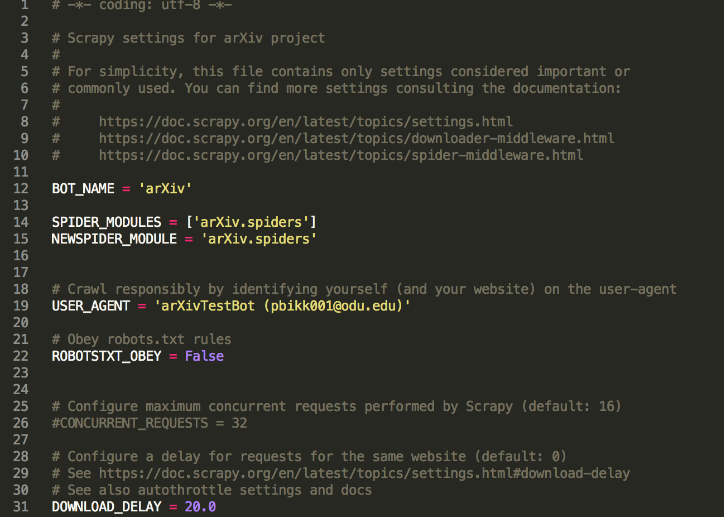 1 # -*- coding: utf-8 -*-
2
3 # Scrapy settings for arXiv project
4 #
5 # For simplicity, this file contains only settings considered important or
6 # commonly used. You can find more settings consulting the documentation:
7 #
8 #     https://doc.scrapy.org/en/latest/topics/settings.html
9 #     https://doc.scrapy.org/en/latest/topics/downloader-middleware.html
10 #     https://doc.scrapy.org/en/latest/topics/spider-middleware.html
11
12 BOT_NAME = 'arXiv'
13
14 SPIDER_MODULES = ['arXiv.spiders']
15 NEWSPIDER_MODULE = 'arXiv.spiders'
16
17
18 # Crawl responsibly by identifying yourself (and your website) on the user-agent
19 USER_AGENT = 'arXivTestBot (pbikk001@odu.edu)'
20
21 # Obey robots.txt rules
22 ROBOTSTXT_OBEY = False
23
24
25 # Configure maximum concurrent requests performed by Scrapy (default: 16)
26 #CONCURRENT_REQUESTS = 32
27
28 # Configure a delay for requests for the same website (default: 0)
29 # See https://doc.scrapy.org/en/latest/topics/settings.html#download-delay
30 # See also autothrottle settings and docs
31 DOWNLOAD_DELAY = 20.0